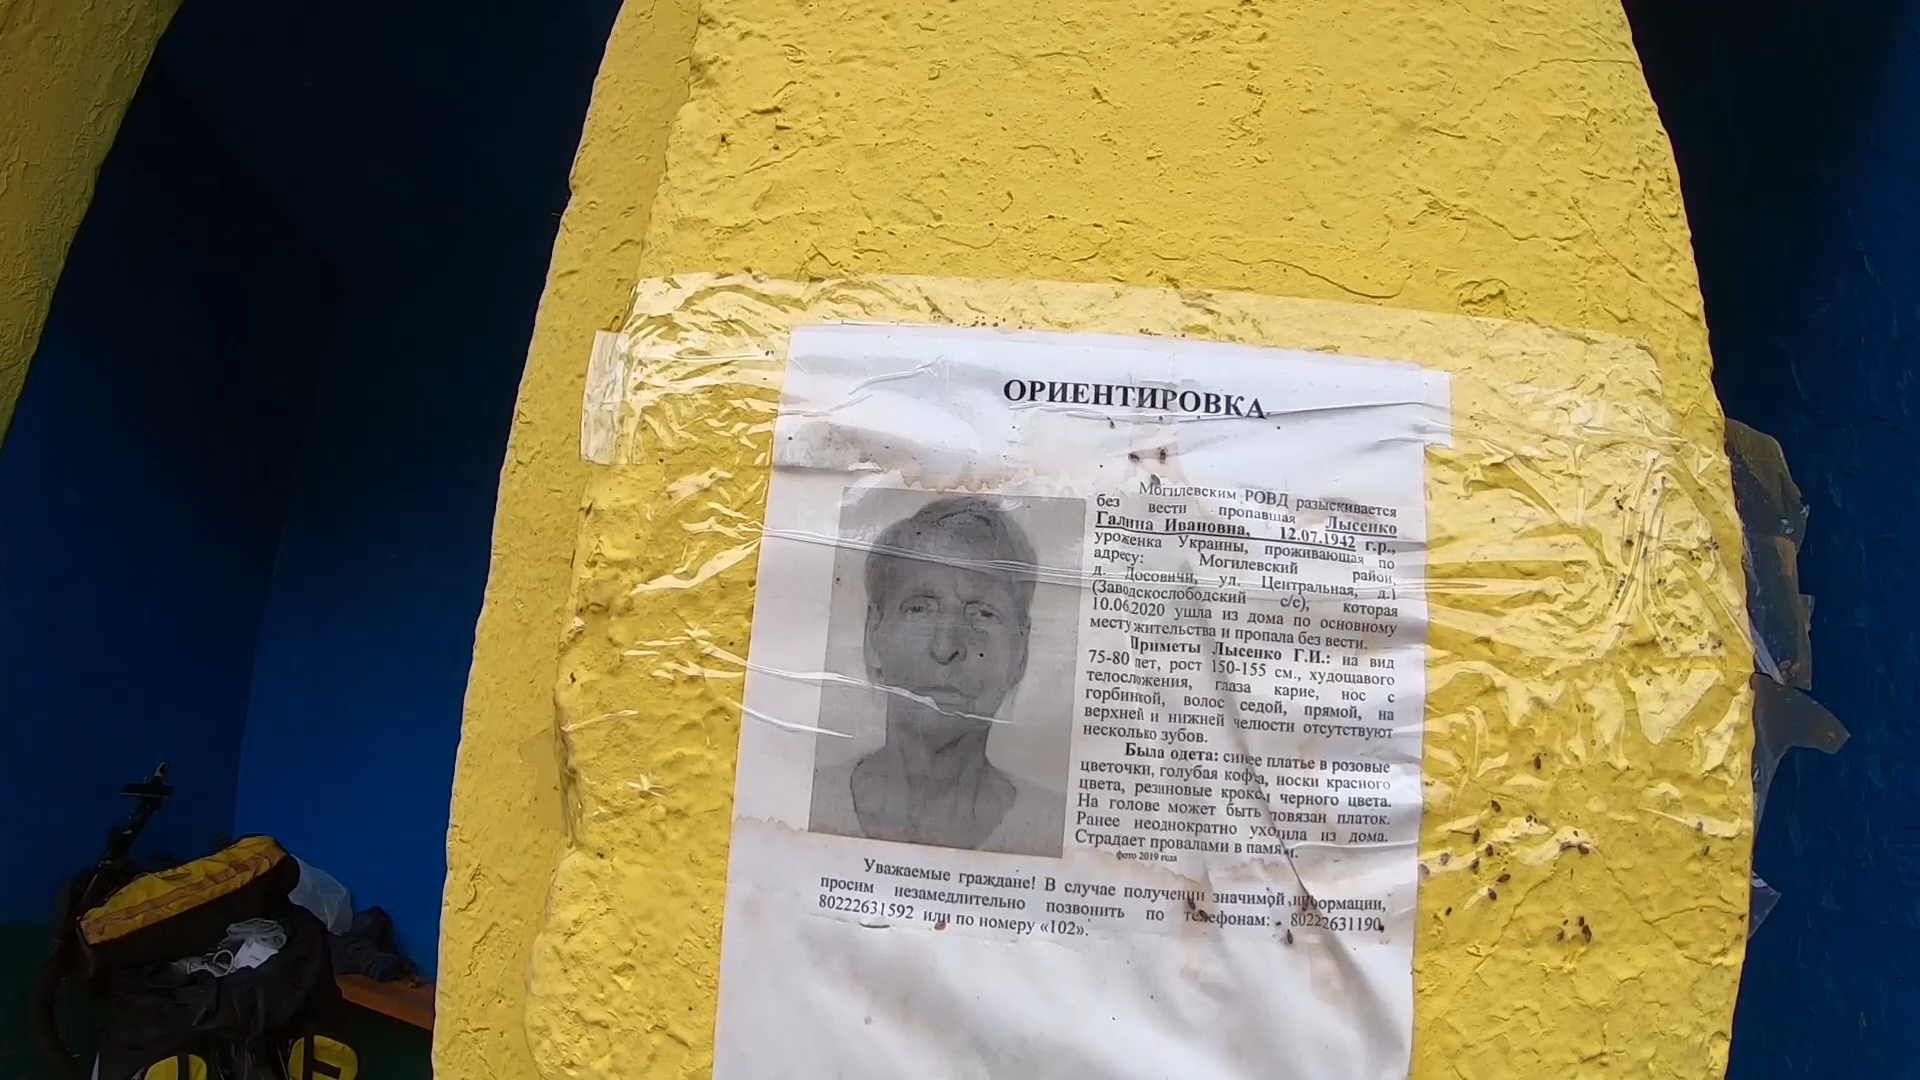 ОРИЕНТИРОВКА
Могилевским РОВД разыскивается
без вести пропавшая Лысенко
Галина Ивановна, 12.07.1942 г.р.,
уроженка Украины, проживающая по
адресу: Могилевский район,
д. Досовичи, ул. Центральная, д.1
(Заводскослободский с/с), которая
10.06.2020 ушла из дома по основному
месту жительства и пропала без вести.
Приметы Лысенко Г.И.: на вид
75-80 лет, рост 150-155 см., худощавого
телосложения, глаза карие, нос с
горбинкой, волос седой, прямой, на
верхней и нижней челюсти отсутствуют
несколько зубов.
Была одета: синее платье в розовые
цветочки, голубая кофта, носки красного
цвета, резиновые кроксы черного цвета.
На голове может быть повязан платок.
Ранее неоднократно уходила из дома.
Страдает провалами в памяти.
фото 2019 года
Уважаемые граждане! В случае получении значимой информации,
просим незамедлительно позвонить по телефонам: 80222631190,
80222631592 или по номеру «102».